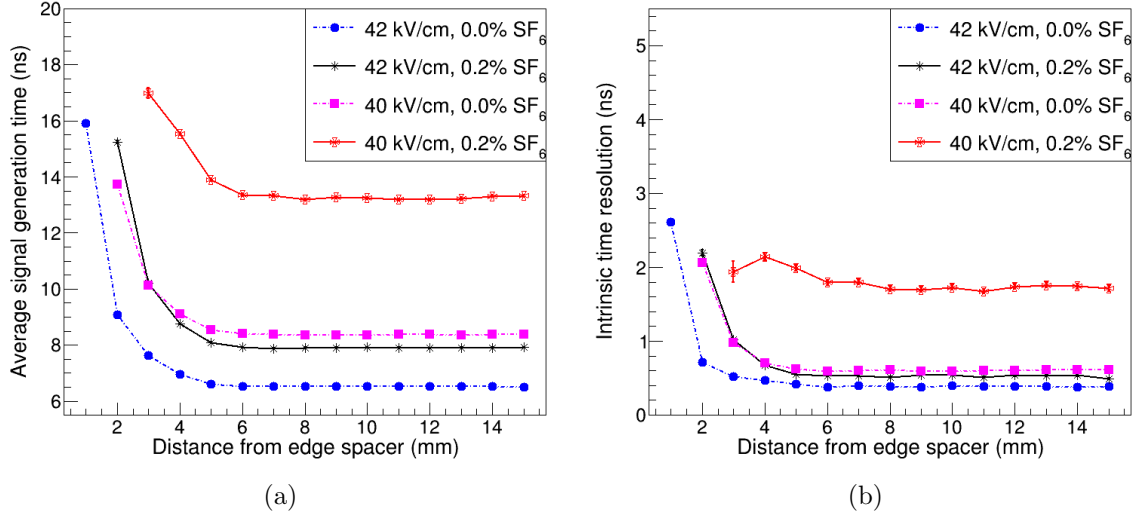 20
18
16
14
12
10
8
6
2 4 6 8 10 12 14
Average signal generation time (ns)
Distance from edge spacer (mm)
42 kV/cm, 0.0% SF₆
42 kV/cm, 0.2% SF₆
40 kV/cm, 0.0% SF₆
40 kV/cm, 0.2% SF₆
(a)
5
4
3
2
1
0
2 4 6 8 10 12 14
Intrinsic time resolution (ns)
Distance from edge spacer (mm)
42 kV/cm, 0.0% SF₆
42 kV/cm, 0.2% SF₆
40 kV/cm, 0.0% SF₆
40 kV/cm, 0.2% SF₆
(b)